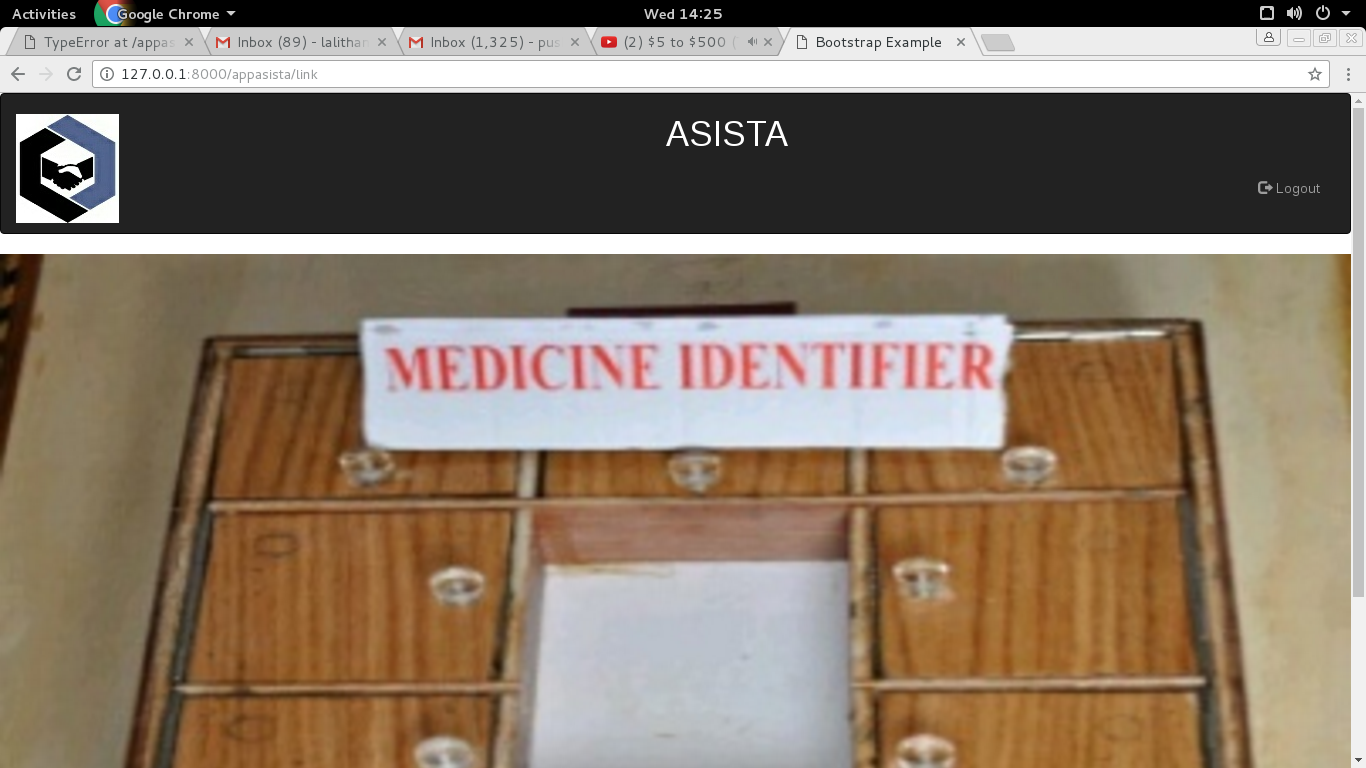 Activities Google Chrome Wed 14:25
TypeError at /appas Inbox (89) - lalithan Inbox (1,325) - pus (2) $5 to $500 ( Bootstrap Example
127.0.0.1:8000/appasista/link
ASISTA
Logout
MEDICINE IDENTIFIER